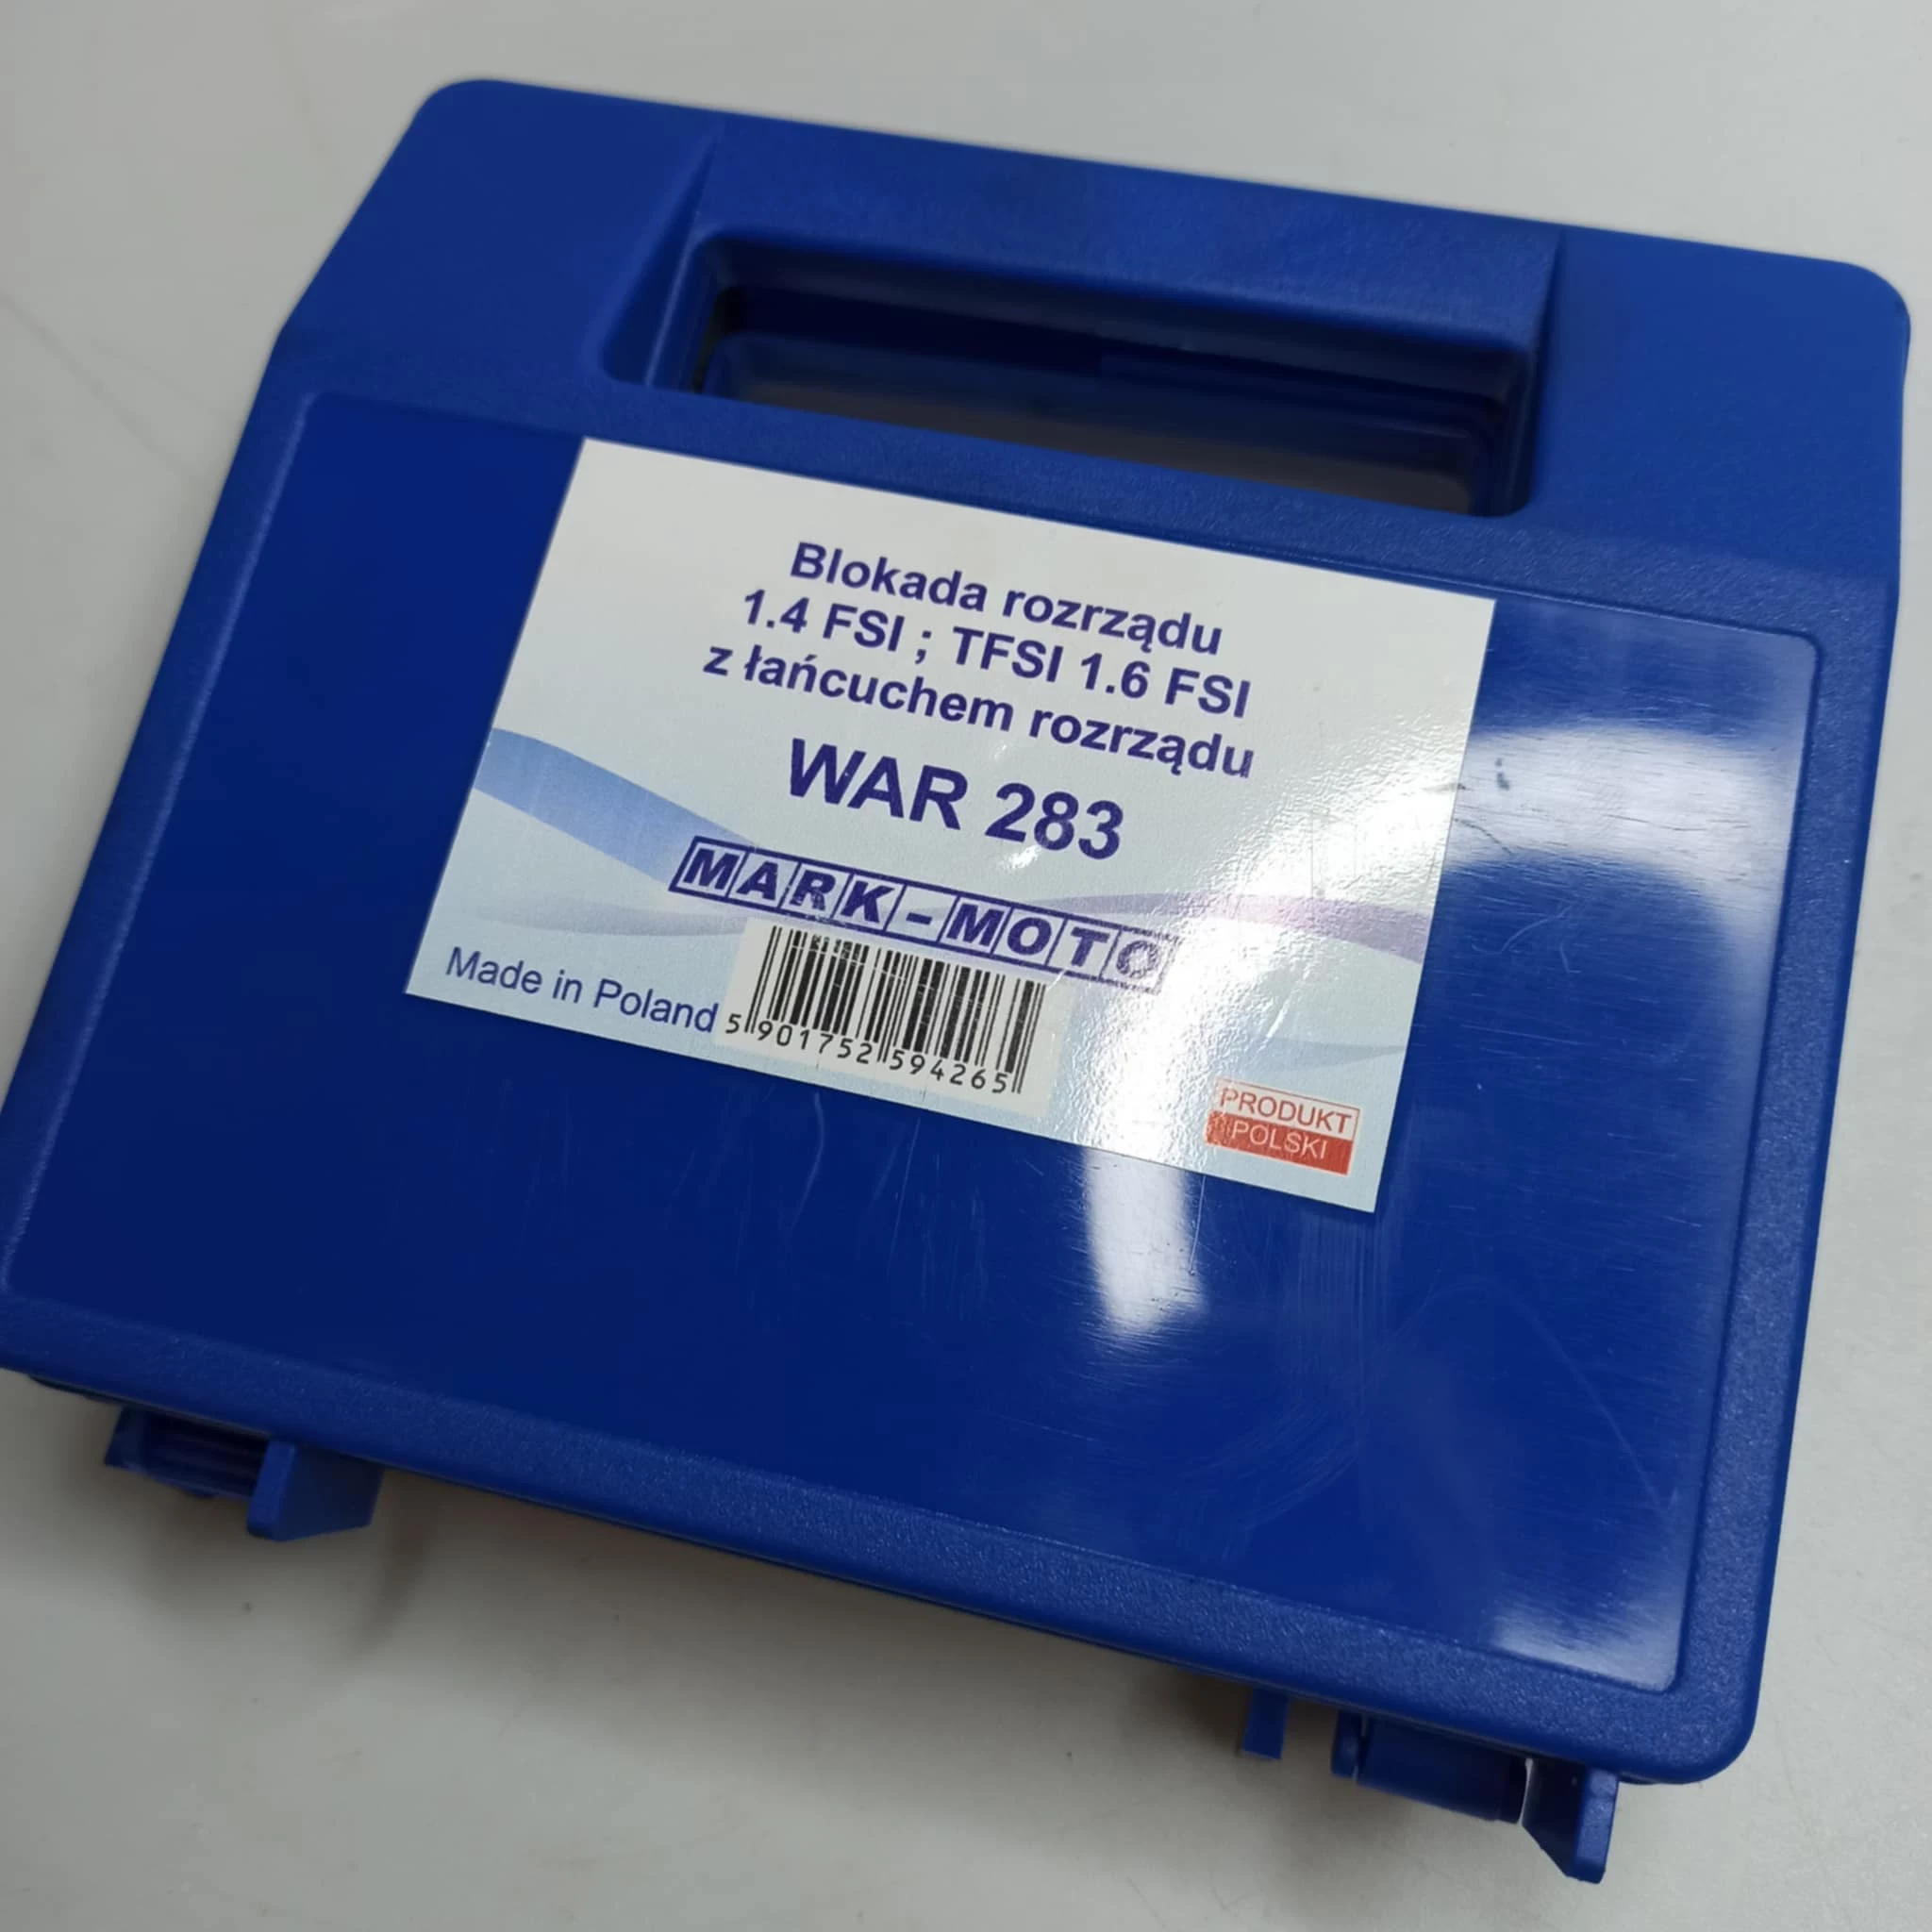 Blokada rozrządu
1.4 FSI ; TFSI 1.6 FSI
z łańcuchem rozrządu
WAR 283
MARK-MOTO
Made in Poland
5 901752 594265
PRODUKT
POLSKI